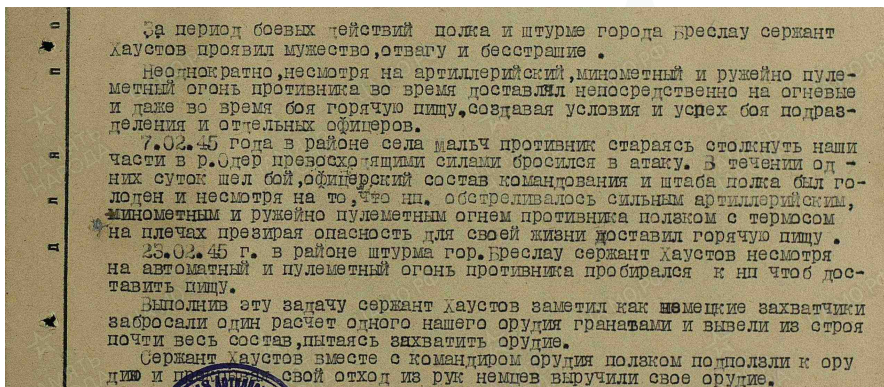 За период боевых действий полка и штурме города Бреслау сержант
Хаустов проявил мужество,отвагу и бесстрашие .
Неоднократно,несмотря на артиллерийский,минометный и ружейно пуле-
метный огонь противника во время доставлял непосредственно на огневые
и даже во время боя горячую пищу,создавая условия и успех боя подраз-
деления и отдельных офицеров.
7.02.45 года в районе села мальч противник стараясь столкнуть наши
части в р.Одер превосходящими силами бросился в атаку. В течении од -
них суток шел бой,офицерский состав командования и штаба полка был го-
лоден и несмотря на то,что нп. обстреливалось сильным артиллерийским,
минометным и ружейно пулеметным огнем противника ползком с термосом
на плечах презирая опасность для своей жизни доставил горячую пищу .
23.02.45 г. в районе штурма гор.Бреслау сержант Хаустов несмотря
на автоматный и пулеметный огонь противника пробирался к нп чтоб дос-
тавить пищу.
Выполнив эту задачу сержант Хаустов заметил как немецкие захватчики
забросали один расчет одного нашего орудия гранатами и вывели из строя
почти весь состав,пытаясь захватить орудие.
Сержант Хаустов вместе с командиром орудия ползком подползли к ору
дию и свой отход из рук немцев выручили свое орудие.